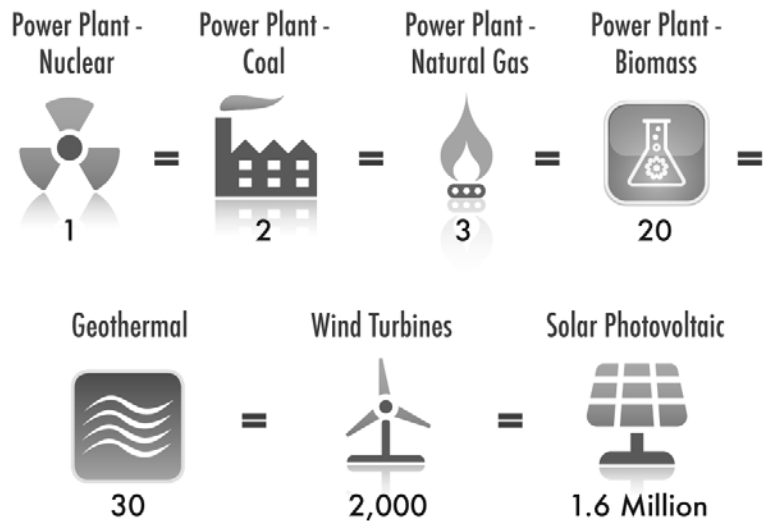 Power Plant -
Nuclear
Power Plant -
Coal
Power Plant -
Natural Gas
Power Plant -
Biomass
= = = =
1
2
3
20
Geothermal
Wind Turbines
Solar Photovoltaic
= =
30
2,000
1.6 Million